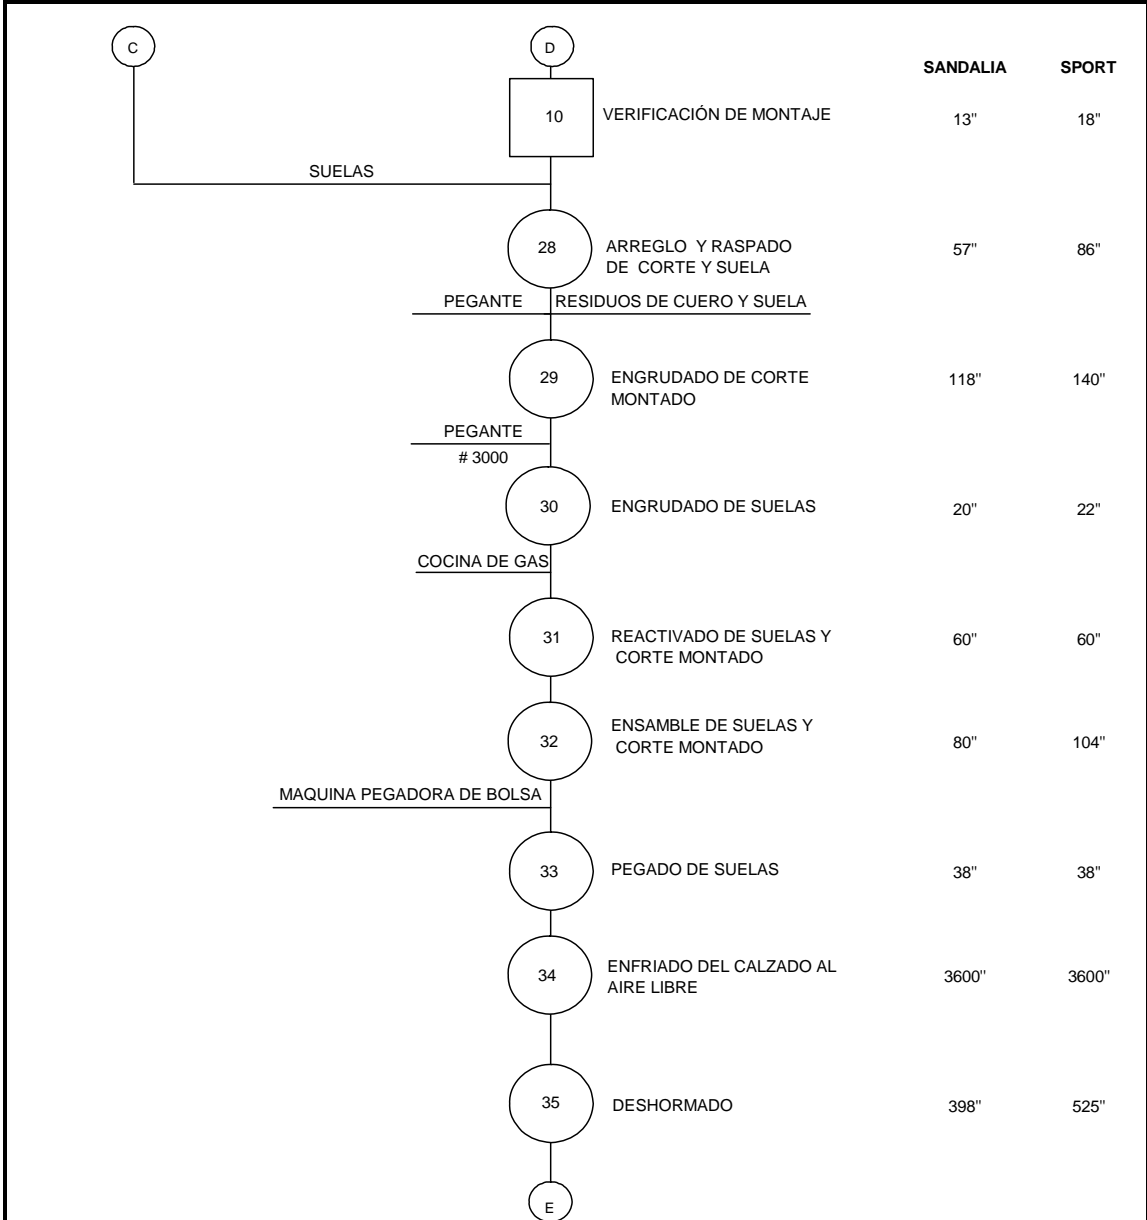 C
D
SANDALIA SPORT
10 VERIFICACIÓN DE MONTAJE 13" 18"
SUELAS
28 ARREGLO Y RASPADO 57" 86"
DE CORTE Y SUELA
PEGANTE RESIDUOS DE CUERO Y SUELA
29 ENGRUDADO DE CORTE 118" 140"
MONTADO
PEGANTE
# 3000
30 ENGRUDADO DE SUELAS 20" 22"
COCINA DE GAS
31 REACTIVADO DE SUELAS Y 60" 60"
CORTE MONTADO
32 ENSAMBLE DE SUELAS Y 80" 104"
CORTE MONTADO
MAQUINA PEGADORA DE BOLSA
33 PEGADO DE SUELAS 38" 38"
34 ENFRIADO DEL CALZADO AL 3600" 3600"
AIRE LIBRE
35 DESHORMADO 398" 525"
E